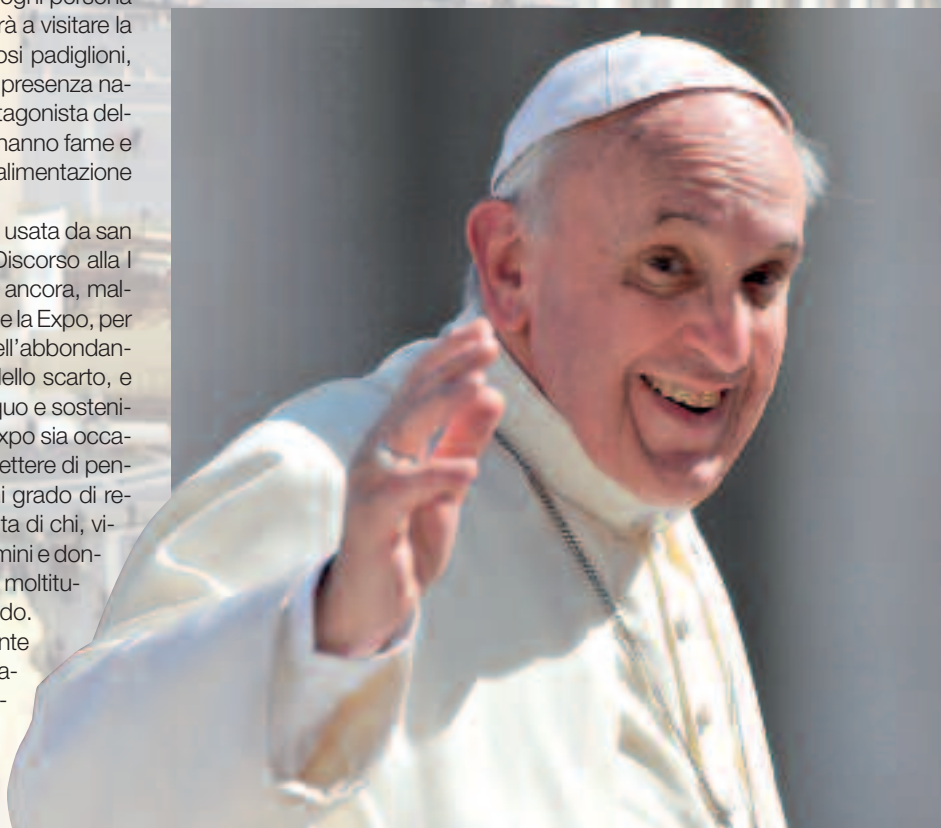 ogni persona
rà a visitare la
osi padiglioni,
presenza na-
tagonista del-
hanno fame e
alimentazione
usata da san
Discorso alla I
ancora, mal-
e la Expo, per
ell'abbondan-
dello scarto, e
quo e sosteni-
xpo sia occa-
ettere di pen-
i grado di re-
ta di chi, vi-
mini e don-
moltitu-
do.
nte
a-
-